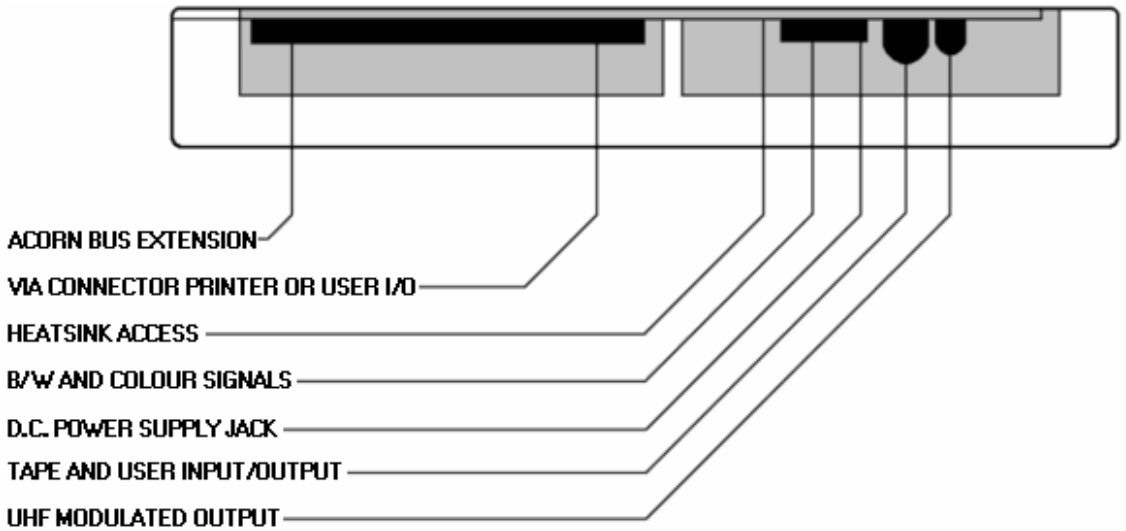 ACORN BUS EXTENSION
VIA CONNECTOR PRINTER OR USER I/O
HEATSINK ACCESS
B/W AND COLOUR SIGNALS
D.C. POWER SUPPLY JACK
TAPE AND USER INPUT/OUTPUT
UHF MODULATED OUTPUT